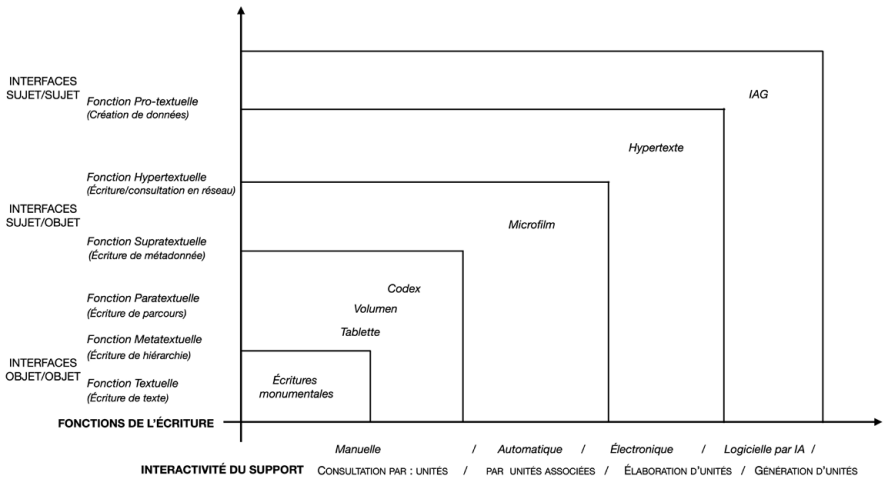 INTERFACES
SUJET/SUJET
Fonction Pro-textuelle
(Création de données)
IAG
Hypertexte
Fonction Hypertextuelle
(Écriture/consultation en réseau)
INTERFACES
SUJET/OBJET
Microfilm
Fonction Supratextuelle
(Écriture de métadonnée)
Codex
Fonction Paratextuelle
(Écriture de parcours)
Volumen
Tablette
Fonction Metatextuelle
(Écriture de hiérarchie)
INTERFACES
OBJET/OBJET
Fonction Textuelle
(Écriture de texte)
Écritures
monumentales
FONCTIONS DE L'ÉCRITURE
Manuelle / Automatique / Électronique / Logicielle par IA /
INTERACTIVITÉ DU SUPPORT CONSULTATION PAR : UNITÉS / PAR UNITÉS ASSOCIÉES / ÉLABORATION D'UNITÉS / GÉNÉRATION D'UNITÉS